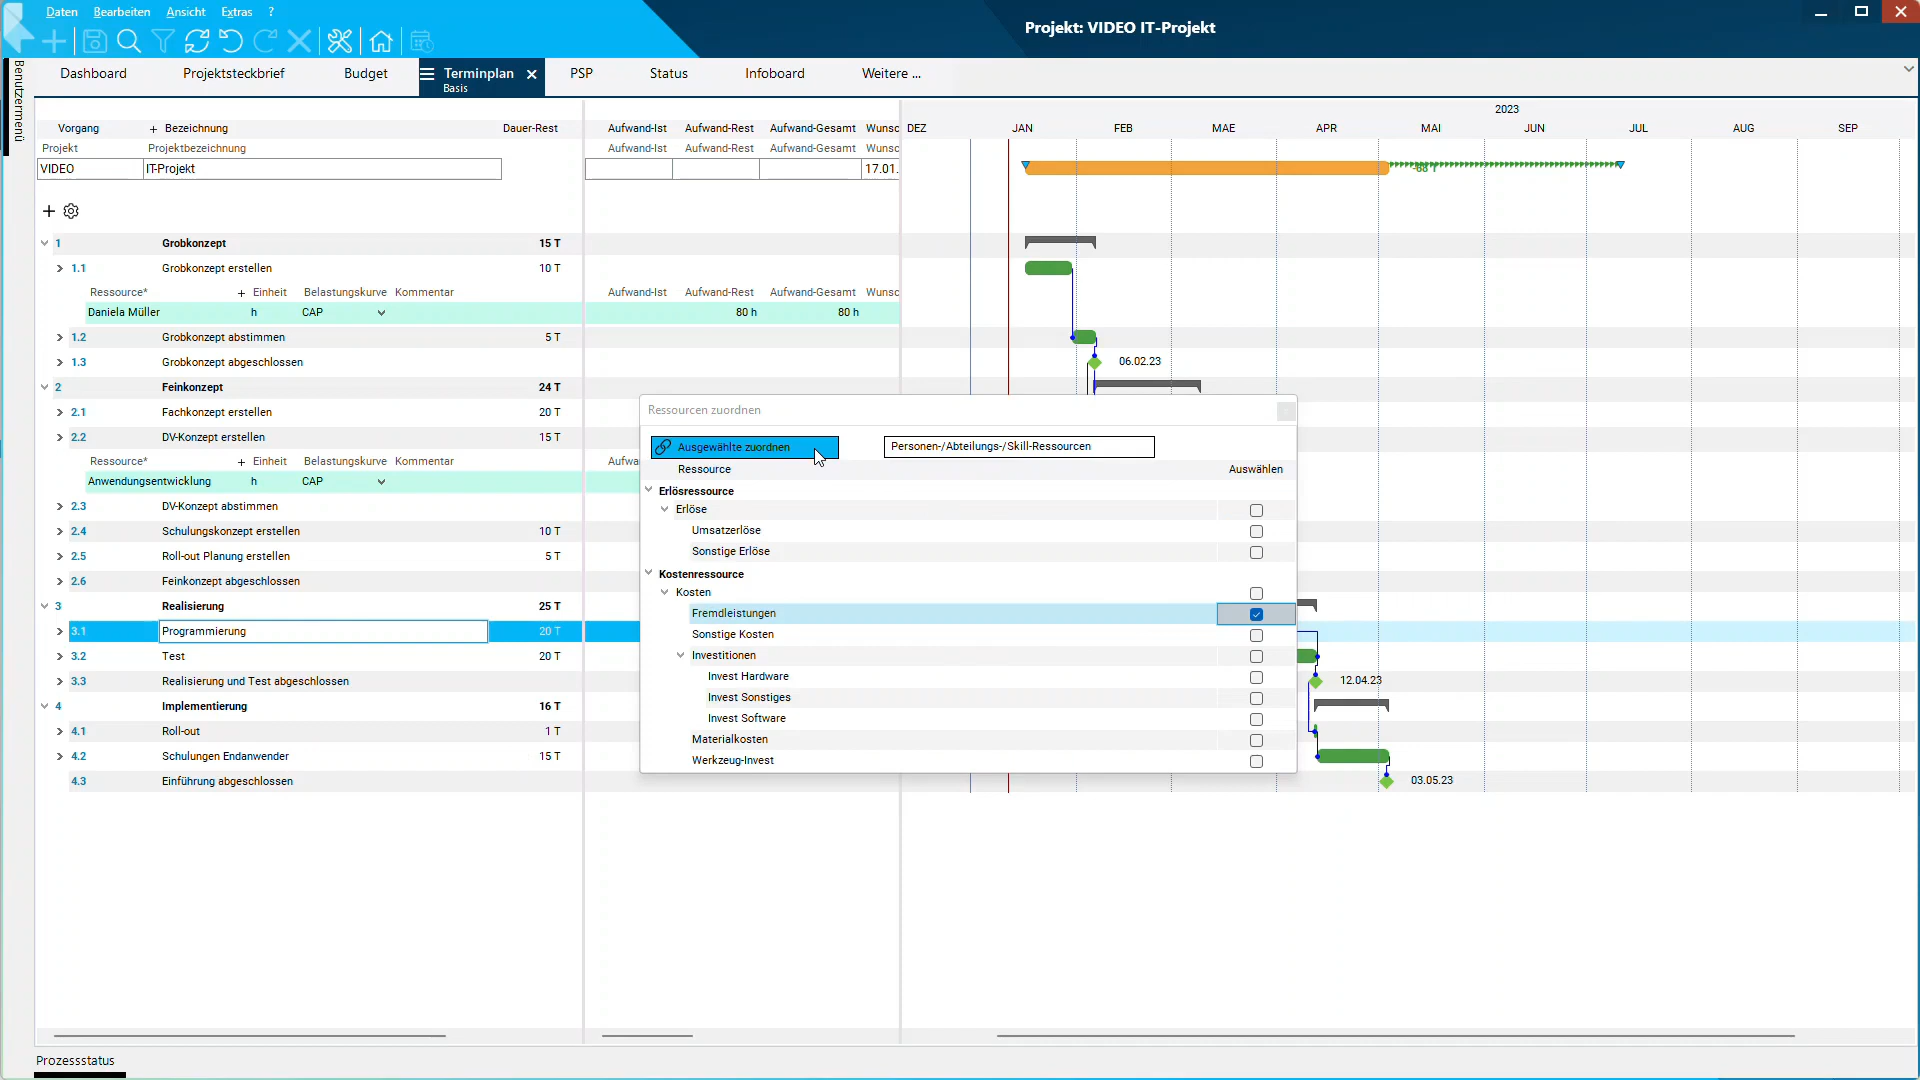 Daten Bearbeiten Ansicht Extras ?
Projekt: VIDEO IT-Projekt
Benutzermenü
Dashboard Projektsteckbrief Budget Terminplan PSP Status Infoboard Weitere ...
Basis
2023
Vorgang + Bezeichnung Dauer-Rest Aufwand-Ist Aufwand-Rest Aufwand-Gesamt Wunsc DEZ JAN FEB MAE APR MAI JUN JUL AUG SEP
Projekt Projektbezeichnung Aufwand-Ist Aufwand-Rest Aufwand-Gesamt Wunsc
VIDEO IT-Projekt 17.01. -68 T
1 Grobkonzept 15 T
1.1 Grobkonzept erstellen 10 T
Ressource* + Einheit Belastungskurve Kommentar Aufwand-Ist Aufwand-Rest Aufwand-Gesamt Wunsc
Daniela Müller h CAP 80 h 80 h
1.2 Grobkonzept abstimmen 5 T
1.3 Grobkonzept abgeschlossen 06.02.23
2 Feinkonzept 24 T
2.1 Fachkonzept erstellen 20 T
2.2 DV-Konzept erstellen 15 T
Ressource* + Einheit Belastungskurve Kommentar Aufwa
Anwendungsentwicklung h CAP
2.3 DV-Konzept abstimmen
2.4 Schulungskonzept erstellen 10 T
2.5 Roll-out Planung erstellen 5 T
2.6 Feinkonzept abgeschlossen
3 Realisierung 25 T
3.1 Programmierung 20 T
3.2 Test 20 T
3.3 Realisierung und Test abgeschlossen 12.04.23
4 Implementierung 16 T
4.1 Roll-out 1 T
4.2 Schulungen Endanwender 15 T
4.3 Einführung abgeschlossen 03.05.23
Ressourcen zuordnen
Ausgewählte zuordnen Personen-/Abteilungs-/Skill-Ressourcen
Ressource Auswählen
Erlösressource
Erlöse
Umsatzerlöse
Sonstige Erlöse
Kostenressource
Kosten
Fremdleistungen
Sonstige Kosten
Investitionen
Invest Hardware
Invest Sonstiges
Invest Software
Materialkosten
Werkzeug-Invest
Prozessstatus